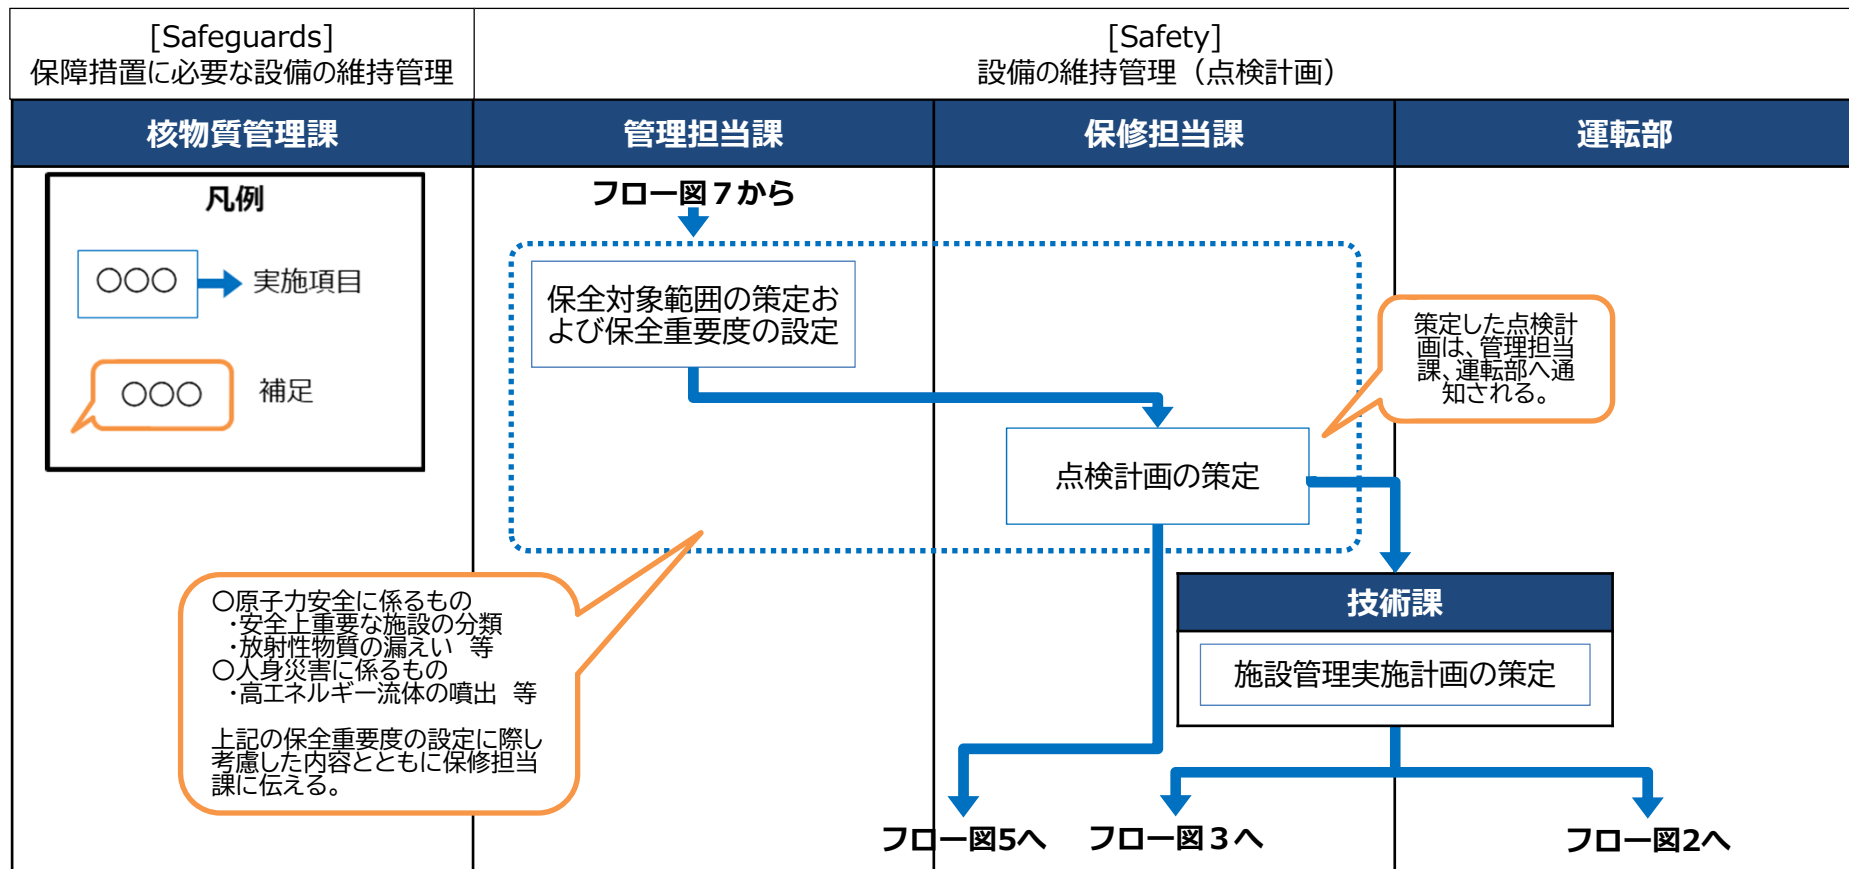 [Safeguards]
保障措置に必要な設備の維持管理
[Safety]
設備の維持管理（点検計画）
核物質管理課
管理担当課
保修担当課
運転部
凡例
〇〇〇
実施項目
〇〇〇
補足
フロー図７から
保全対象範囲の策定お
よび保全重要度の設定
策定した点検計
画は、管理担当
課、運転部へ通
知される。
点検計画の策定
〇原子力安全に係るもの
・安全上重要な施設の分類
・放射性物質の漏えい 等
〇人身災害に係るもの
・高エネルギー流体の噴出 等
上記の保全重要度の設定に際し
考慮した内容とともに保修担当
課に伝える。
技術課
施設管理実施計画の策定
フロー図5へ
フロー図３へ
フロー図2へ